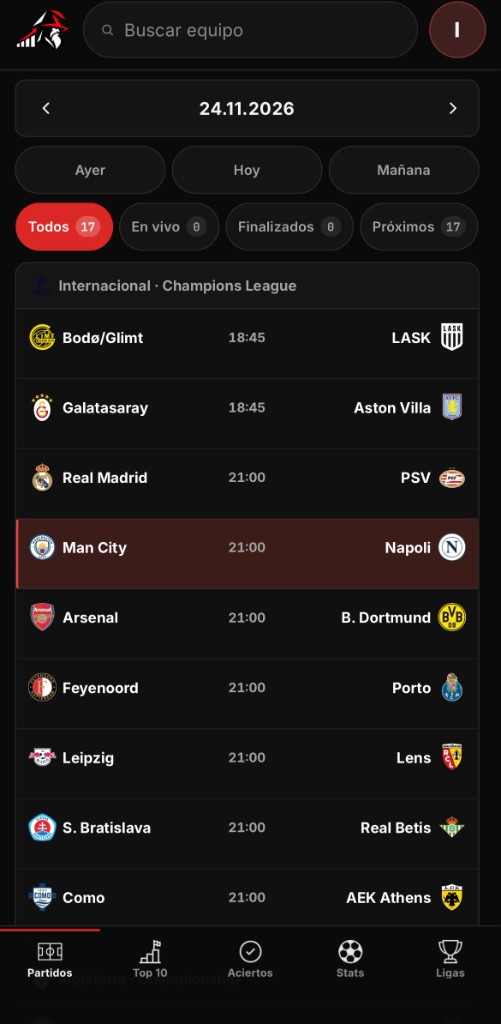 Buscar equipo
I
24.11.2026
Ayer
Hoy
Mañana
Todos 17
En vivo 0
Finalizados 0
Próximos 17
Internacional · Champions League
Bodø/Glimt 18:45 LASK
Galatasaray 18:45 Aston Villa
Real Madrid 21:00 PSV
Man City 21:00 Napoli
Arsenal 21:00 B. Dortmund
Feyenoord 21:00 Porto
Leipzig 21:00 Lens
S. Bratislava 21:00 Real Betis
Como 21:00 AEK Athens
Inglaterra · Championship
Partidos
Top 10
Aciertos
Stats
Ligas